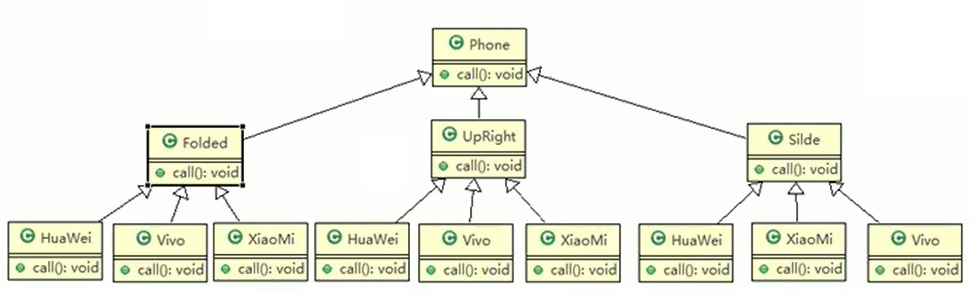 Phone
call(): void
Folded
call(): void
UpRight
call(): void
Silde
call(): void
HuaWei
call(): void
Vivo
call(): void
XiaoMi
call(): void
HuaWei
call(): void
Vivo
call(): void
XiaoMi
call(): void
HuaWei
call(): void
XiaoMi
call(): void
Vivo
call(): void